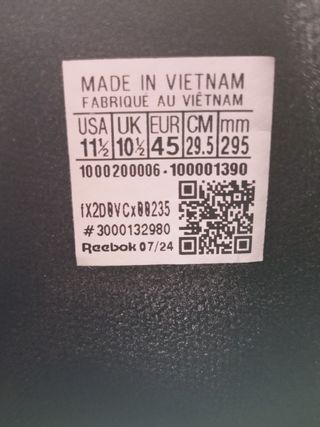 MADE IN VIETNAM
FABRIQUÉ AU VIÊTNAM
USA UK EUR CM mm
11½ 10½ 45 29.5 295
1000200006-100001390
fX2D0VCx00235
#3000132980
Reebok 07/24